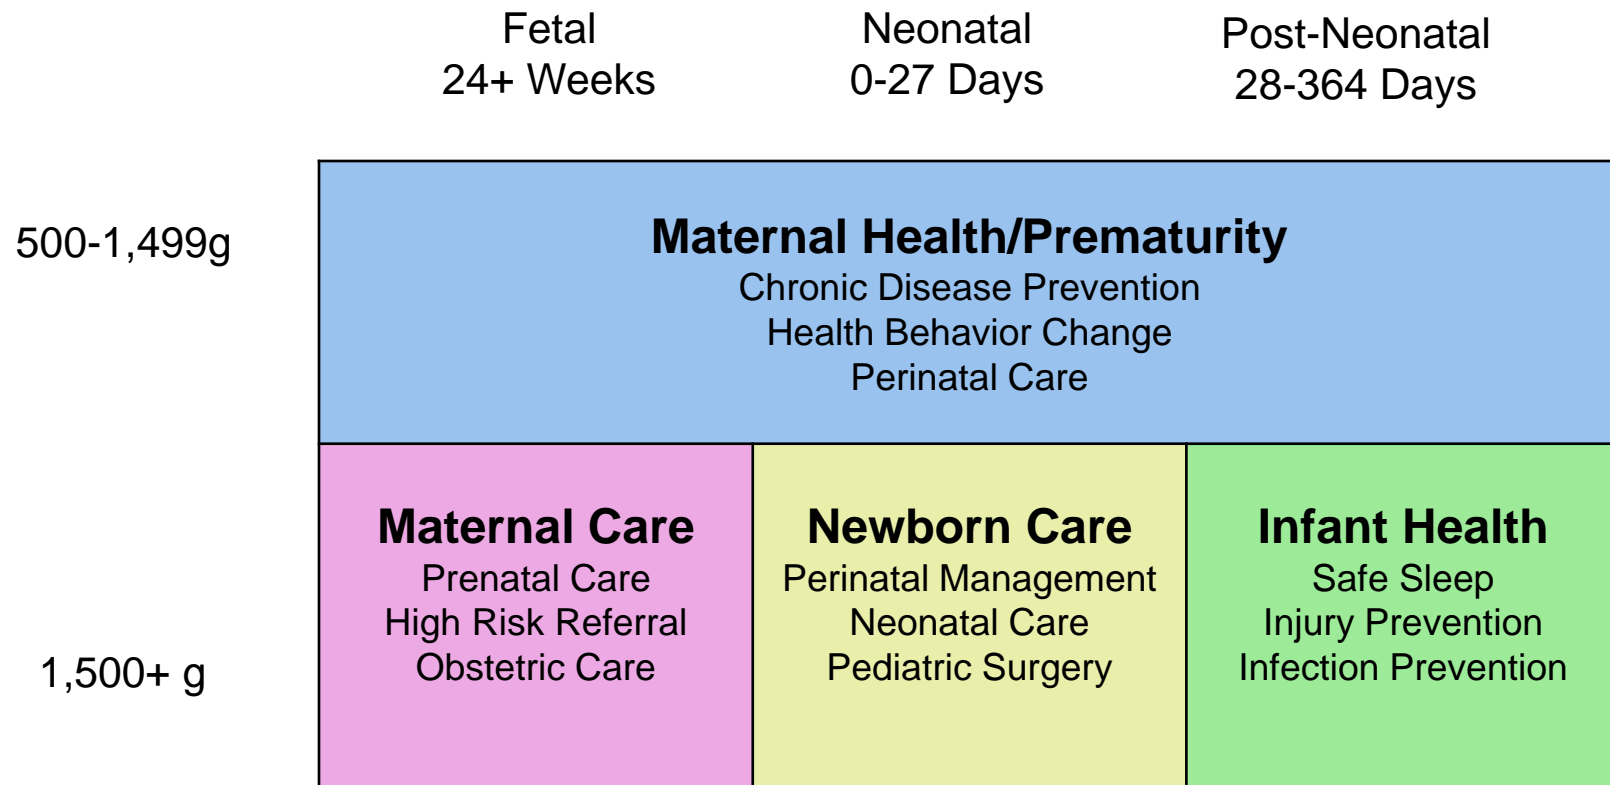 Fetal
24+ Weeks
Neonatal
0-27 Days
Post-Neonatal
28-364 Days
500-1,499g
Maternal Health/Prematurity
Chronic Disease Prevention
Health Behavior Change
Perinatal Care
1,500+ g
Maternal Care
Prenatal Care
High Risk Referral
Obstetric Care
Newborn Care
Perinatal Management
Neonatal Care
Pediatric Surgery
Infant Health
Safe Sleep
Injury Prevention
Infection Prevention